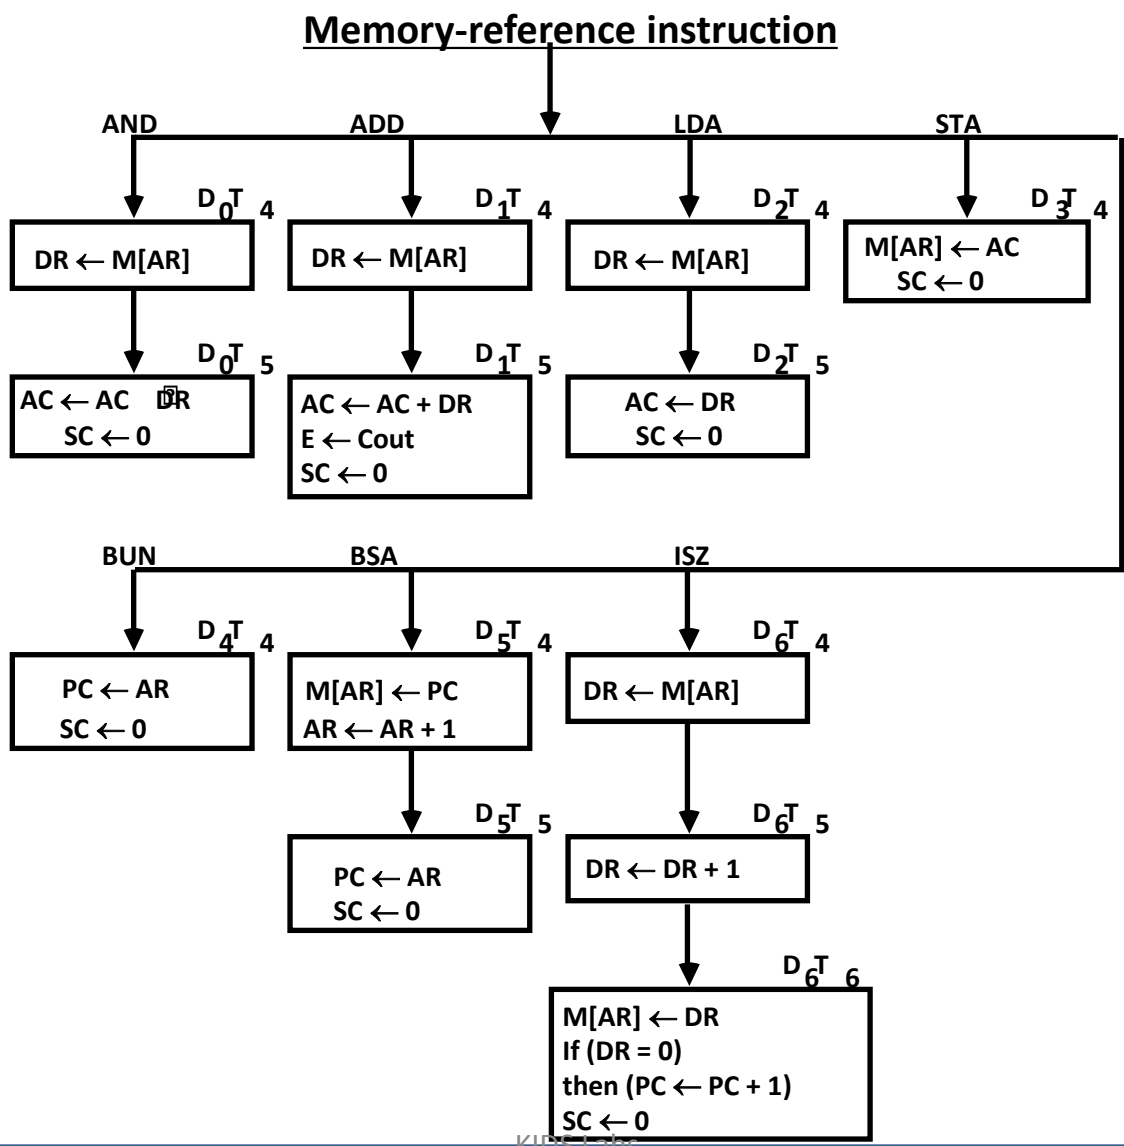 Memory-reference instruction
AND ADD LDA STA
D0T4 D1T4 D2T4 D3T4
DR ← M[AR]
DR ← M[AR]
DR ← M[AR]
M[AR] ← AC
SC ← 0
D0T5 D1T5 D2T5
AC ← AC DR
SC ← 0
AC ← AC + DR
E ← Cout
SC ← 0
AC ← DR
SC ← 0
BUN BSA ISZ
D4T4 D5T4 D6T4
PC ← AR
SC ← 0
M[AR] ← PC
AR ← AR + 1
DR ← M[AR]
D5T5 D6T5
PC ← AR
SC ← 0
DR ← DR + 1
D6T6
M[AR] ← DR
If (DR = 0)
then (PC ← PC + 1)
SC ← 0